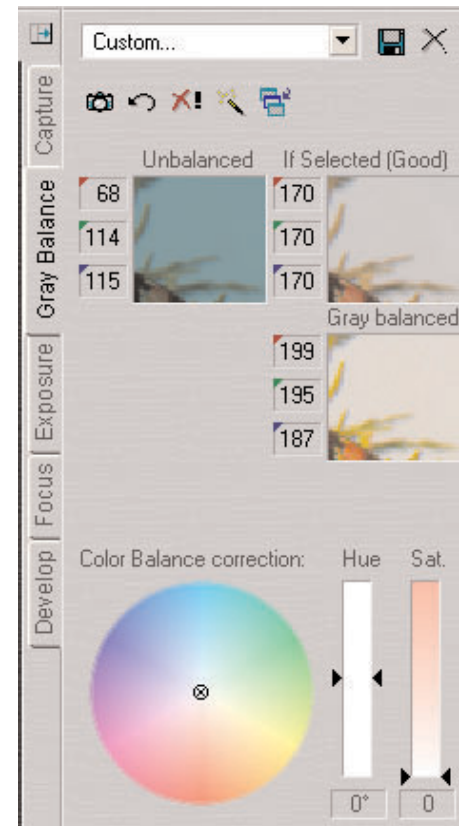 Custom...
Capture
Gray Balance
Exposure
Focus
Develop
Unbalanced
If Selected (Good)
68
114
115
170
170
170
Gray balanced
199
195
187
Color Balance correction:
Hue
Sat.
0°
0